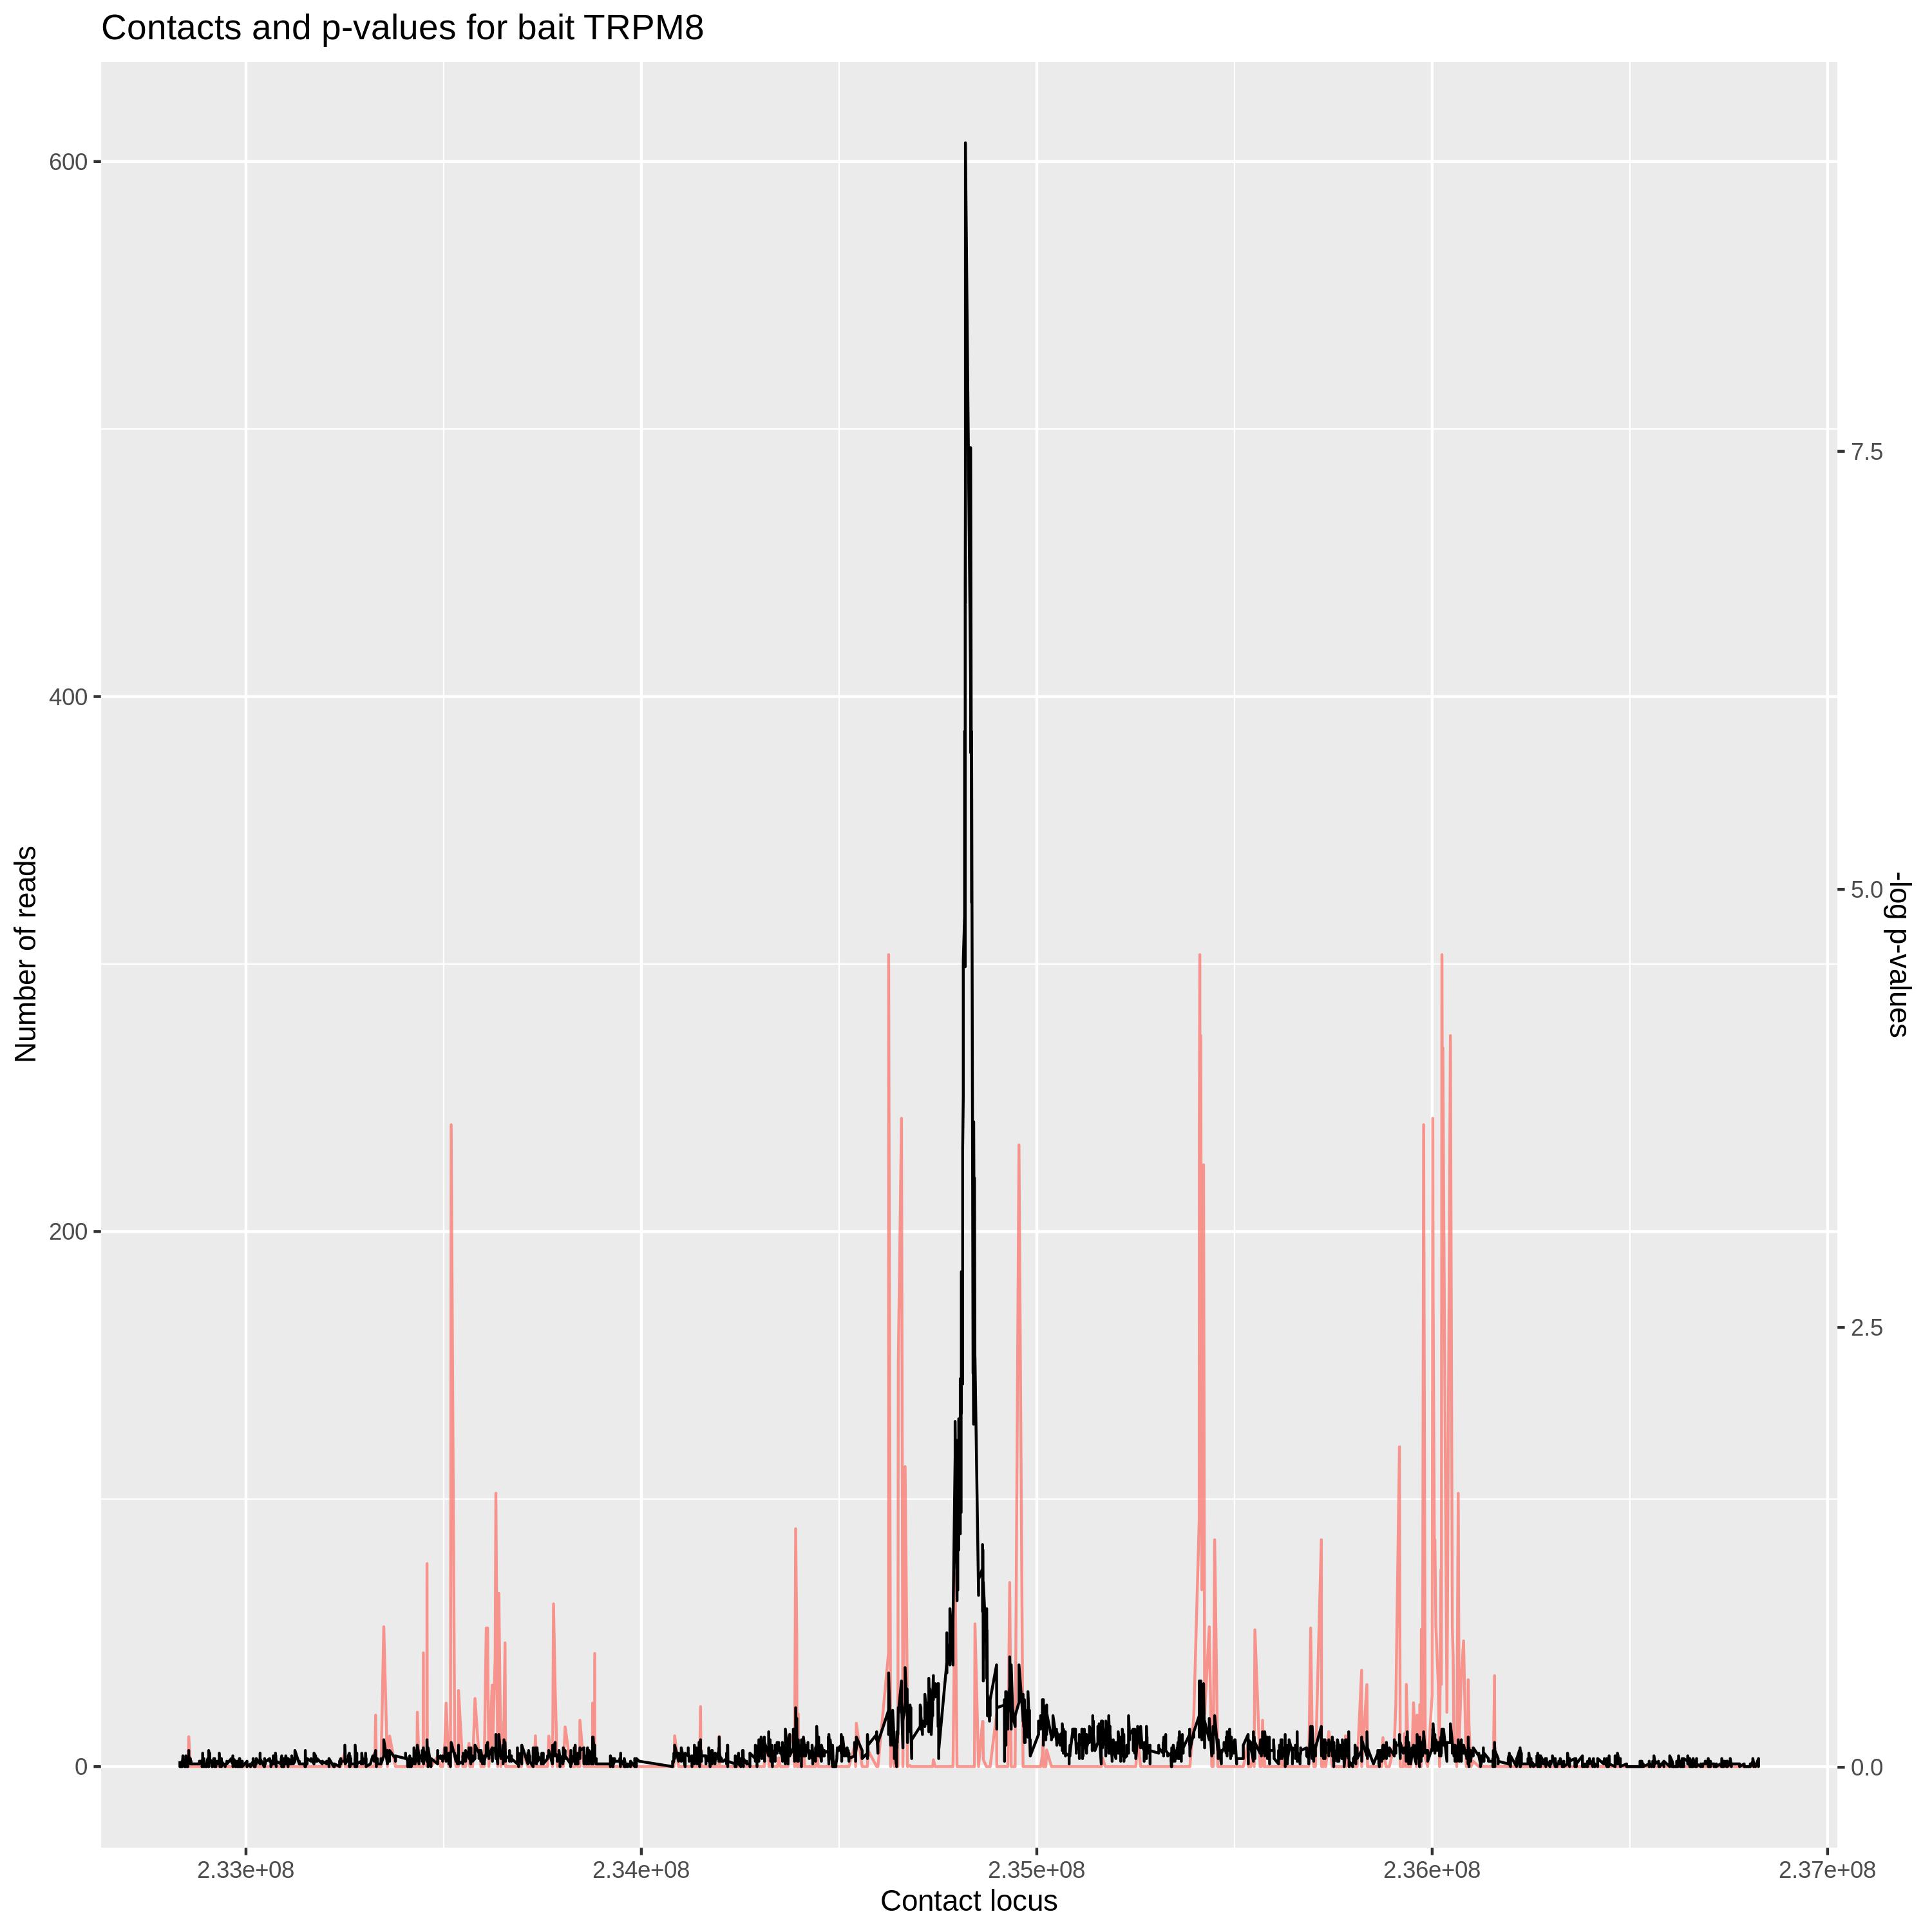 Contacts and p-values for bait TRPM8
600
400
200
0
7.5
5.0
2.5
0.0
Number of reads
-log p-values
2.33e+08
2.34e+08
2.35e+08
2.36e+08
2.37e+08
Contact locus